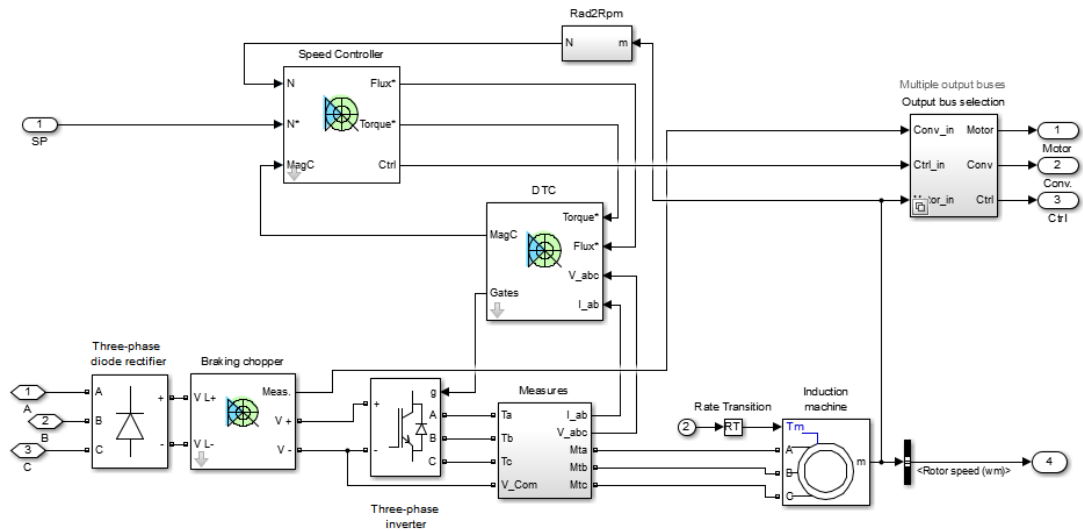 Rad2Rpm
N
m
Speed Controller
N
Flux*
N*
Torque*
MagC
Ctrl
1
SP
Multiple output buses
Output bus selection
Conv_in
Motor
Ctrl_in
Conv
tor_in
Ctrl
1
Motor
2
Conv.
3
Ctrl
DTC
Torque*
MagC
Flux*
V_abc
Gates
I_ab
Three-phase
diode rectifier
A
+
B
C
-
1
A
2
B
3
C
Braking chopper
V L+
Meas.
V +
V L-
V -
g
+
A
B
-
C
Three-phase
inverter
Measures
Ta
I_ab
V_abc
Tb
Mta
Tc
Mtb
V_Com
Mtc
Rate Transition
2
RT
Induction
machine
Tm
A
B
C
m
<Rotor speed (wm)>
4